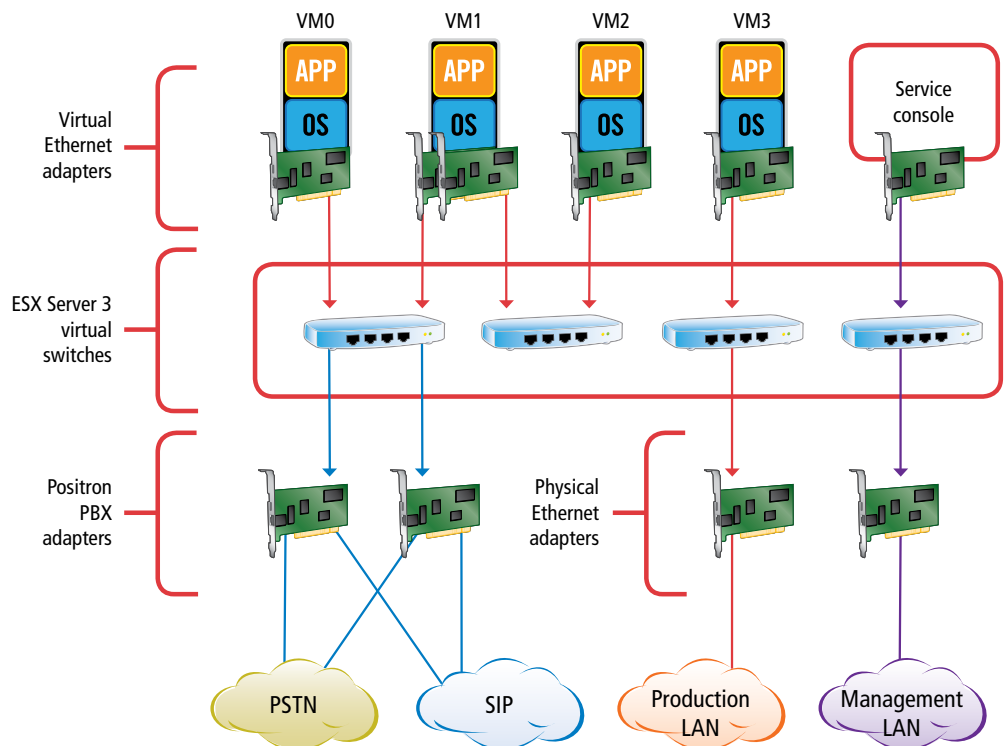 VM0
VM1
VM2
VM3
APP
APP
APP
APP
OS
OS
OS
OS
Service
console
Virtual
Ethernet
adapters
ESX Server 3
virtual
switches
Positron
PBX
adapters
Physical
Ethernet
adapters
PSTN
SIP
Production
LAN
Management
LAN